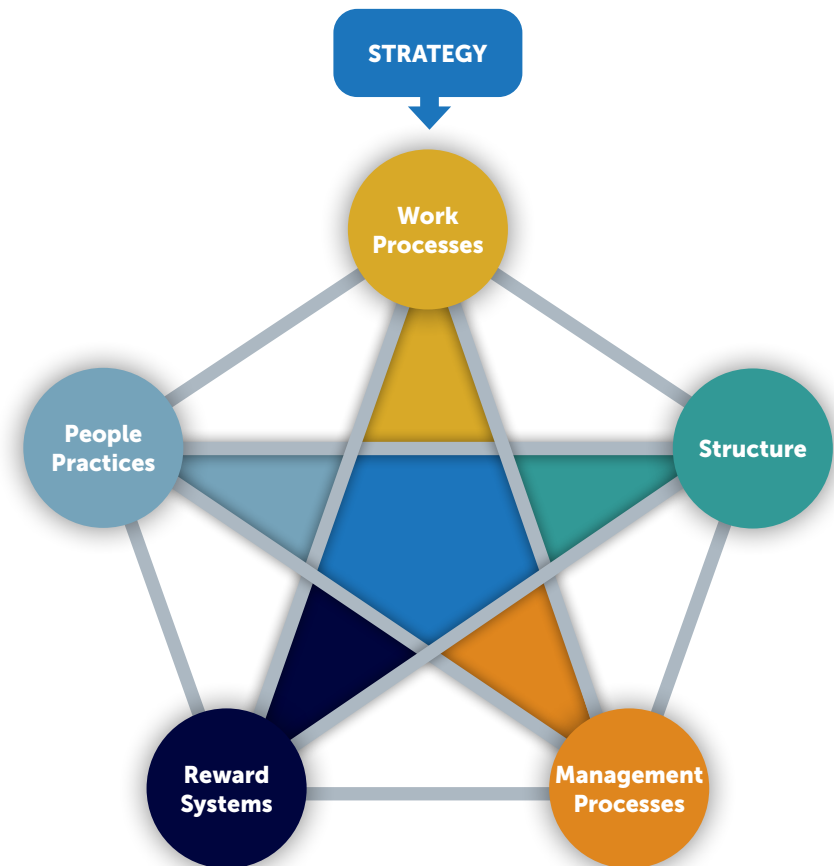 STRATEGY
Work
Processes
People
Practices
Structure
Reward
Systems
Management
Processes